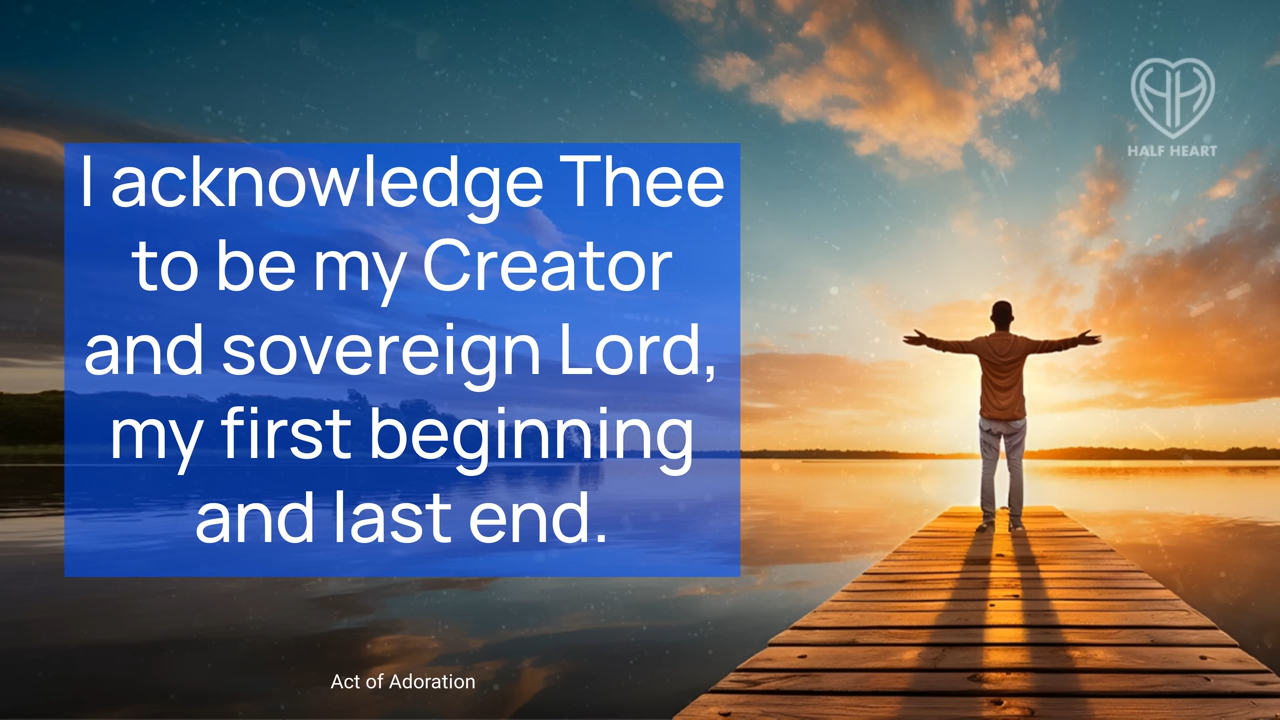 HALF HEART
I acknowledge Thee
to be my Creator
and sovereign Lord,
my first beginning
and last end.
Act of Adoration